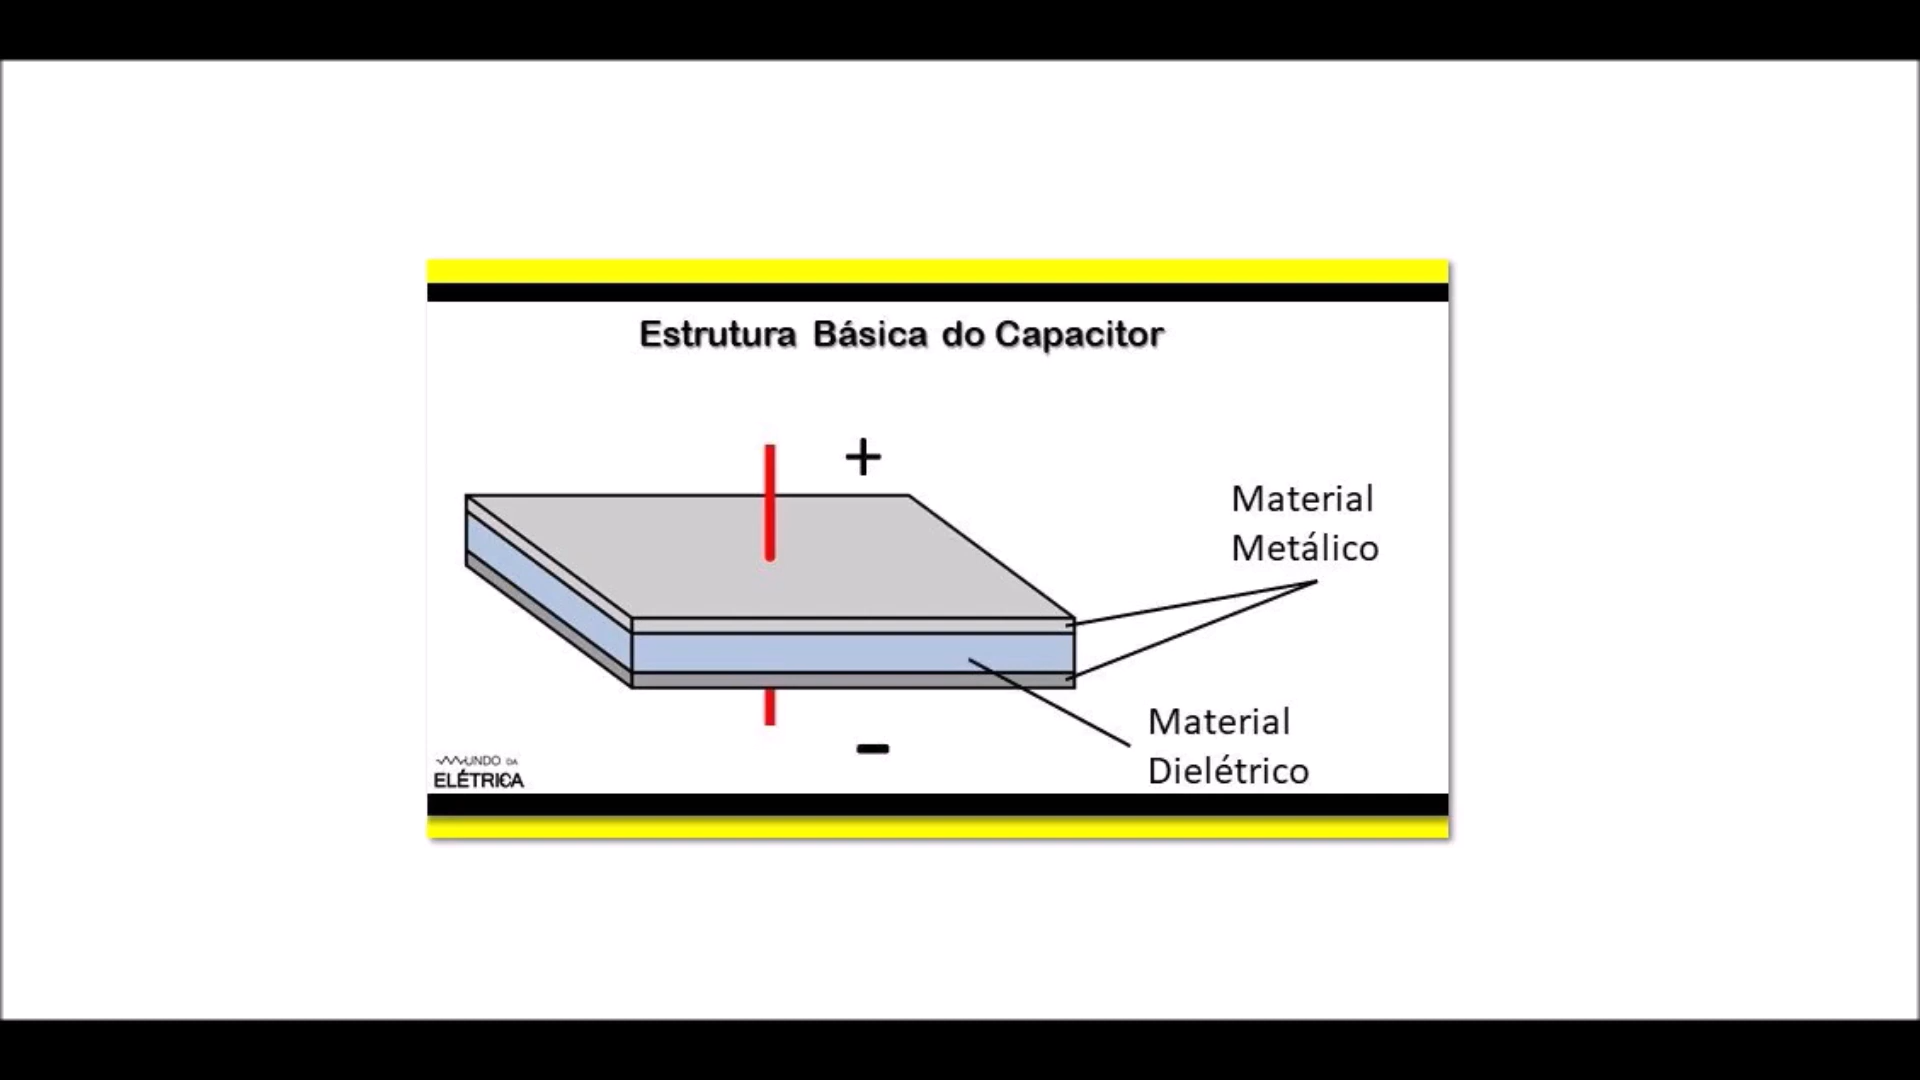 Estrutura Básica do Capacitor
+
Material
Metálico
Material
Dielétrico
-
MUNDO DA
ELÉTRICA